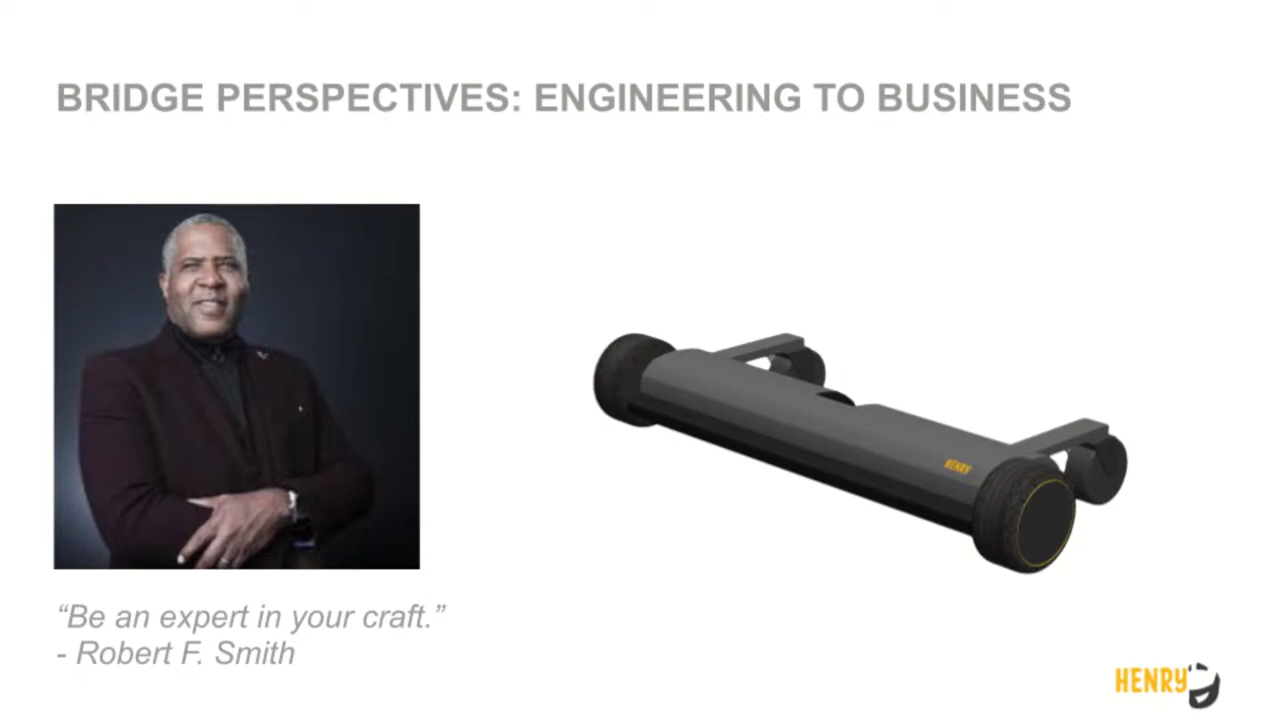 BRIDGE PERSPECTIVES: ENGINEERING TO BUSINESS
HENRY
“Be an expert in your craft.”
- Robert F. Smith
HENRY